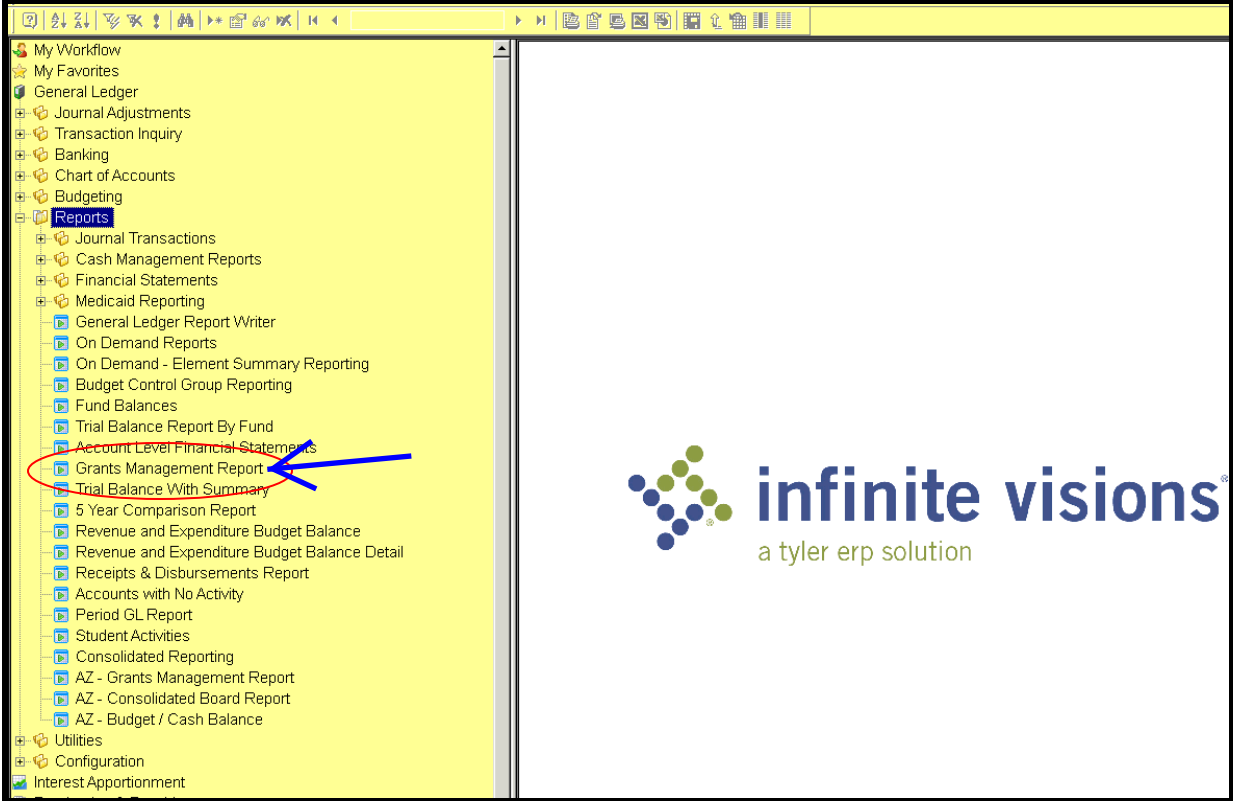 My Workflow
My Favorites
General Ledger
Journal Adjustments
Transaction Inquiry
Banking
Chart of Accounts
Budgeting
Reports
Journal Transactions
Cash Management Reports
Financial Statements
Medicaid Reporting
General Ledger Report Writer
On Demand Reports
On Demand - Element Summary Reporting
Budget Control Group Reporting
Fund Balances
Trial Balance Report By Fund
Account Level Financial Statements
Grants Management Report
Trial Balance With Summary
5 Year Comparison Report
Revenue and Expenditure Budget Balance
Revenue and Expenditure Budget Balance Detail
Receipts & Disbursements Report
Accounts with No Activity
Period GL Report
Student Activities
Consolidated Reporting
AZ - Grants Management Report
AZ - Consolidated Board Report
AZ - Budget / Cash Balance
Utilities
Configuration
Interest Apportionment
infinite visions®
a tyler erp solution